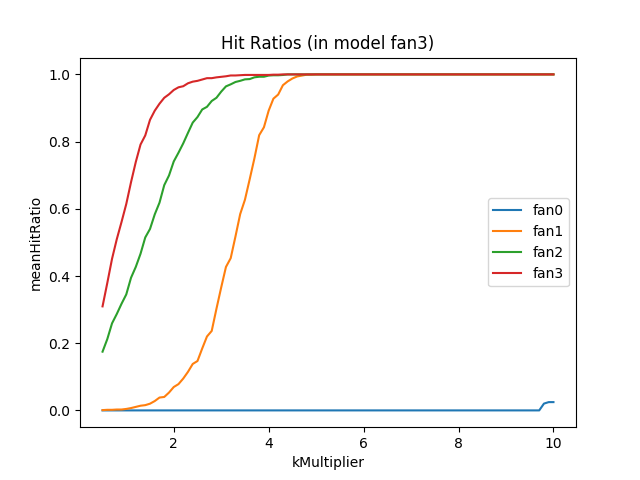 Hit Ratios (in model fan3)
meanHitRatio
1.0
0.8
0.6
0.4
0.2
0.0
fan0
fan1
fan2
fan3
2 4 6 8 10
kMultiplier